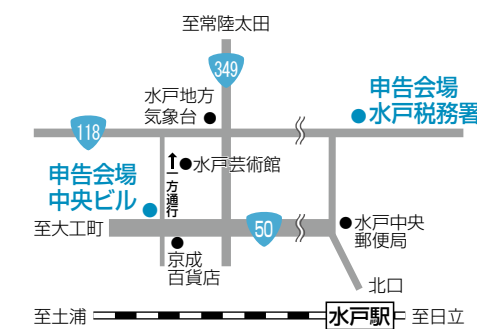 至常陸太田
349
水戸地方
気象台
申告会場
水戸税務署
118
水戸芸術館
一方通行
申告会場
中央ビル
至大工町
50
水戸中央
郵便局
京成
百貨店
北口
至土浦
水戸駅
至日立